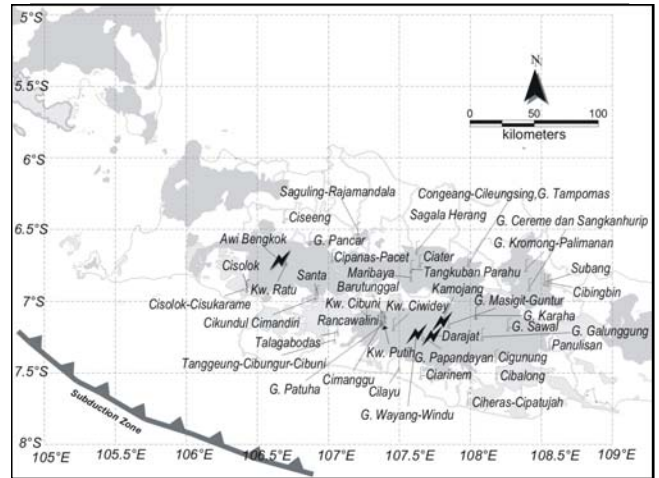 5°S
5.5°S
6°S
6.5°S
7°S
7.5°S
8°S
N
0 50 100
kilometers
Saguling-Rajamandala
Congeang-Cileungsing,G. Tampomas
Ciseeng
Sagala Herang
G. Cereme dan Sangkanhurip
Awi Bengkok
G. Pancar
G. Kromong-Palimanan
Cipanas-Pacet
Ciater
Cisolok
Santa
Maribaya
Tangkuban Parahu
Subang
Kw. Ratu
Barutunggal
Kamojang
Cibingbin
Cisolok-Cisukarame
Kw. Cibuni
Kw. Ciwidey
G. Masigit-Guntur
Cikundul Cimandiri
Rancawalini
G. Karaha
G. Sawal
Talagabodas
Darajat
G. Galunggung
Kw. Putih
Panulisan
Tanggeung-Cibungur-Cibuni
G. Papandayan
Cigunung
G. Patuha
Cimanggu
Ciarinem
Cibalong
Cilayu
Ciheras-Cipatujah
G. Wayang-Windu
Subduction Zone
105°E 105.5°E 106°E 106.5°E 107°E 107.5°E 108°E 108.5°E 109°E